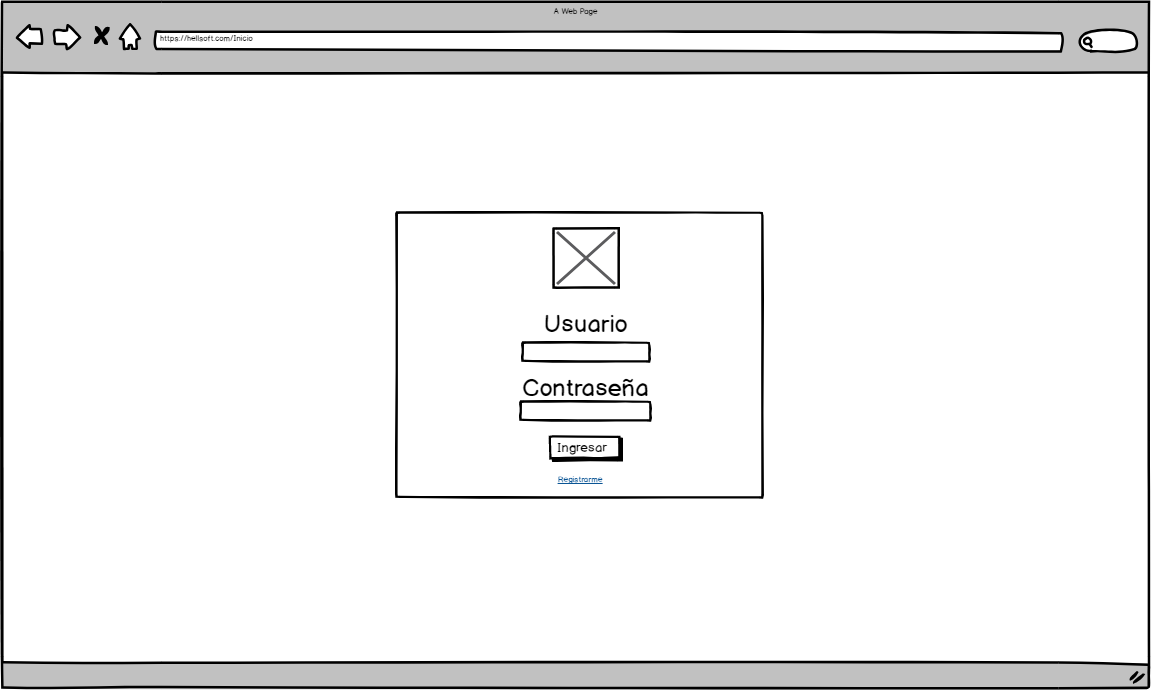 A Web Page
https://hellsoft.com/Inicio
Usuario
Contraseña
Ingresar
Registrarme